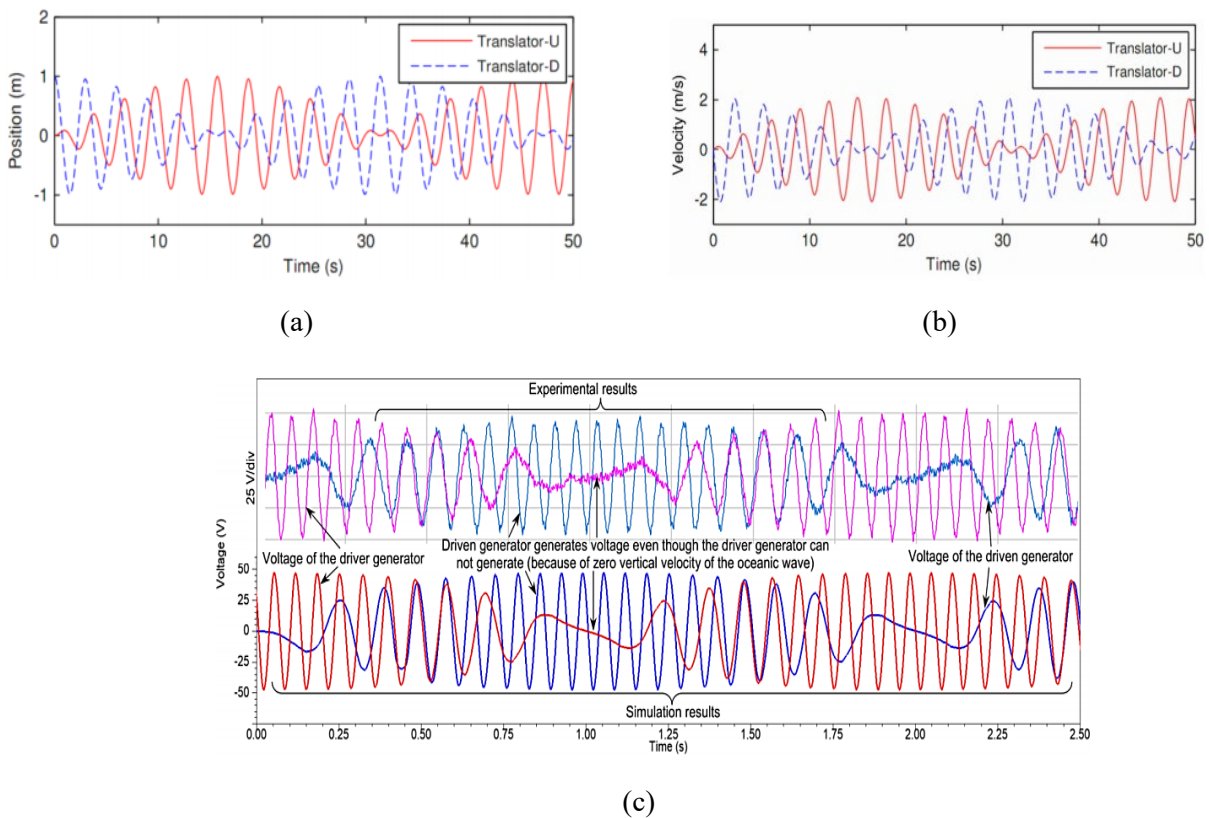 2
1
0
-1
Position (m)
Translator-U
Translator-D
0
10
20
30
40
50
Time (s)
(a)
4
2
0
-2
Velocity (m/s)
Translator-U
Translator-D
0
10
20
30
40
50
Time (s)
(b)
Experimental results
25 V/div
Voltage of the driver generator
Driven generator generates voltage even though the driver generator can
not generate (because of zero vertical velocity of the oceanic wave)
Voltage of the driven generator
Voltage (V)
50
25
0
-25
-50
Simulation results
0.00
0.25
0.50
0.75
1.00
1.25
1.50
1.75
2.00
2.25
2.50
Time (s)
(c)